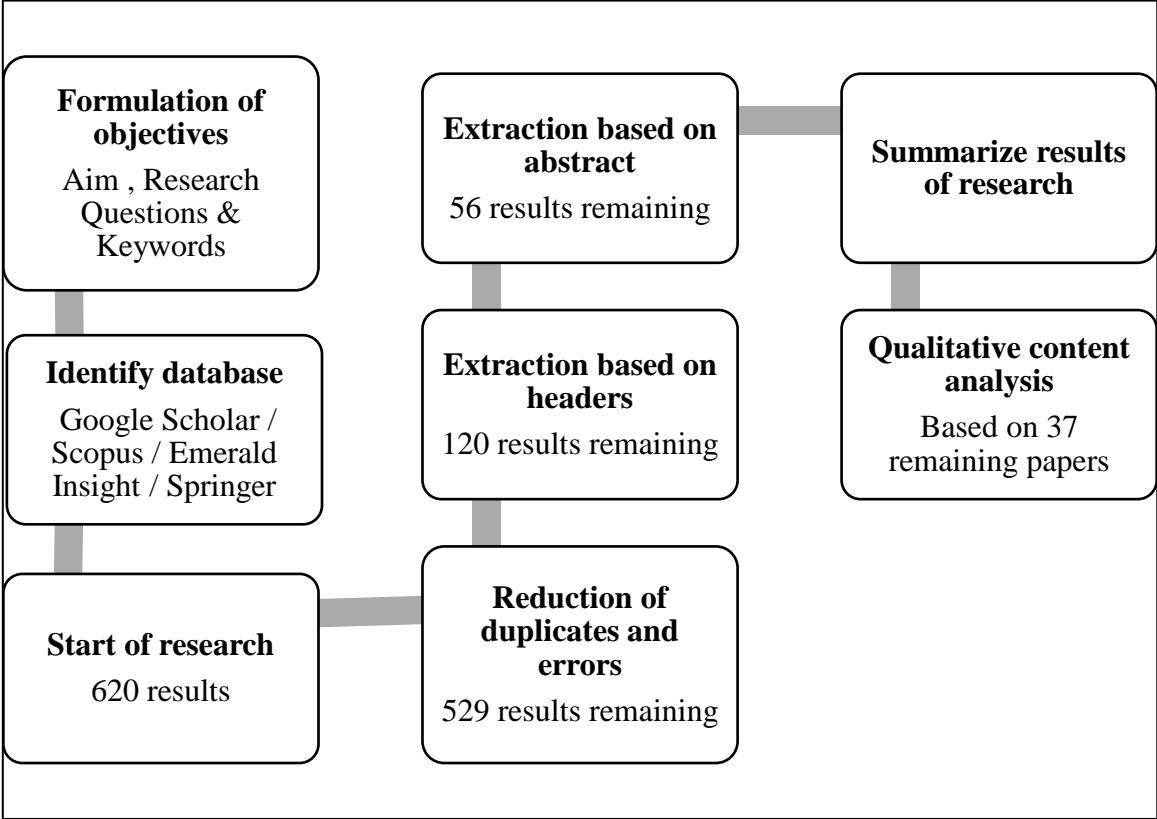 Formulation of
objectives
Aim , Research
Questions &
Keywords
Identify database
Google Scholar /
Scopus / Emerald
Insight / Springer
Start of research
620 results
Reduction of
duplicates and
errors
529 results remaining
Extraction based on
headers
120 results remaining
Extraction based on
abstract
56 results remaining
Summarize results
of research
Qualitative content
analysis
Based on 37
remaining papers